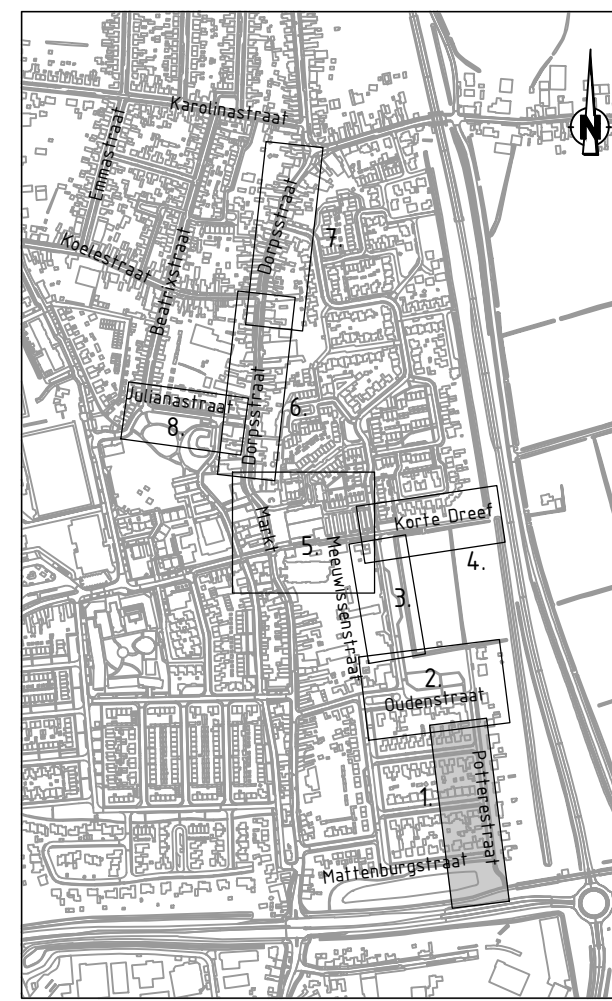 Karolinastraat
N
Emmastraat
Dorpsstraat
7.
Koelestraat
Beatrixstraat
Julianastraat
8.
Dorpsstraat
6.
Markt
5.
Meeuwissenstraat
Korte Dreef
4.
3.
2.
Oudenstraat
1.
Potterestraat
Mattenburgstraat